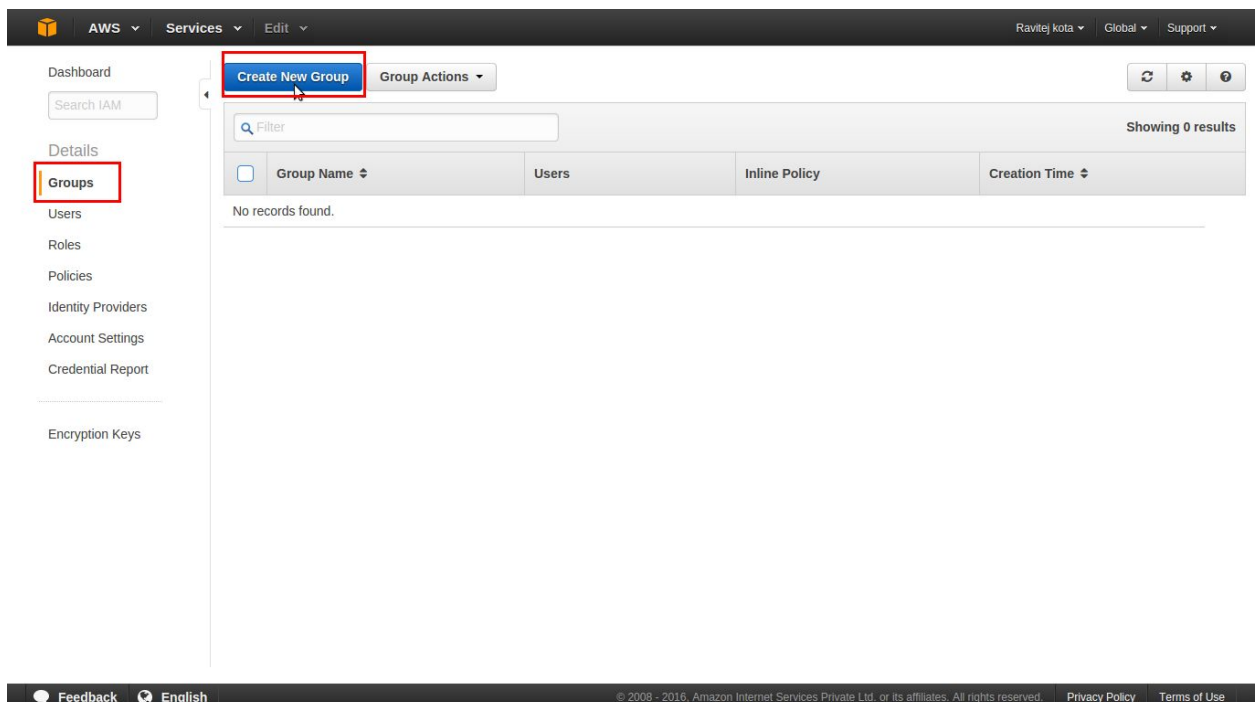 AWS Services Edit Ravitej kota Global Support
Dashboard
Search IAM
Details
Groups
Users
Roles
Policies
Identity Providers
Account Settings
Credential Report
Encryption Keys
Create New Group Group Actions
Filter Showing 0 results
Group Name Users Inline Policy Creation Time
No records found.
Feedback English © 2008 - 2016, Amazon Internet Services Private Ltd. or its affiliates. All rights reserved. Privacy Policy Terms of Use